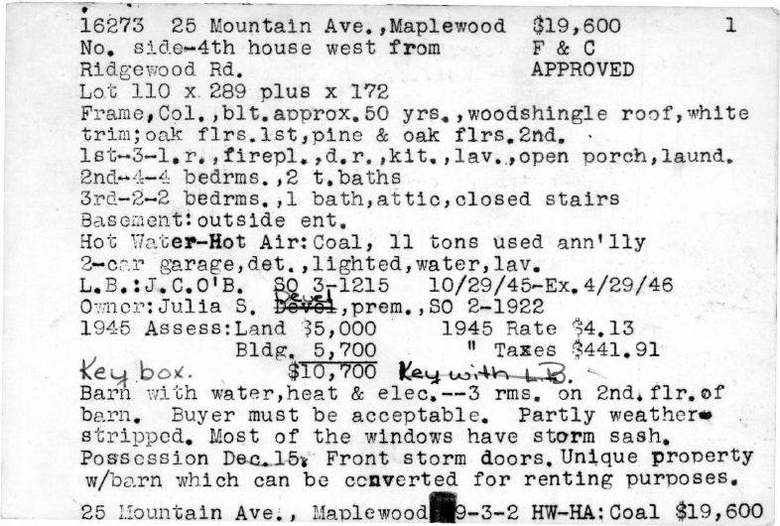 16273 25 Mountain Ave.,Maplewood $19,600 1
No. side-4th house west from F & C
Ridgewood Rd. APPROVED
Lot 110 x 289 plus x 172
Frame,Col.,blt.approx.50 yrs.,woodshingle roof,white
trim;oak flrs.1st,pine & oak flrs.2nd.
1st-3-l.r.,firepl.,d.r.,kit.,lav.,open porch,laund.
2nd-4-4 bedrms.,2 t.baths
3rd-2-2 bedrms.,1 bath,attic,closed stairs
Basement:outside ent.
Hot Water-Hot Air:Coal, 11 tons used ann'lly
2-car garage,det.,lighted,water,lav.
L.B.:J.C.O'B. SO 3-1215 10/29/45-Ex.4/29/46
Devel
Owner:Julia S. Devol,prem.,SO 2-1922
1945 Assess:Land $5,000 1945 Rate $4.13
Bldg. 5,700 " Taxes $441.91
Key box. $10,700 Key with L.B.
Barn with water,heat & elec.--3 rms. on 2nd.flr.of
barn. Buyer must be acceptable. Partly weather-
stripped. Most of the windows have storm sash.
Possession Dec.15. Front storm doors. Unique property
w/barn which can be converted for renting purposes.
25 Mountain Ave., Maplewood 9-3-2 HW-HA:Coal $19,600